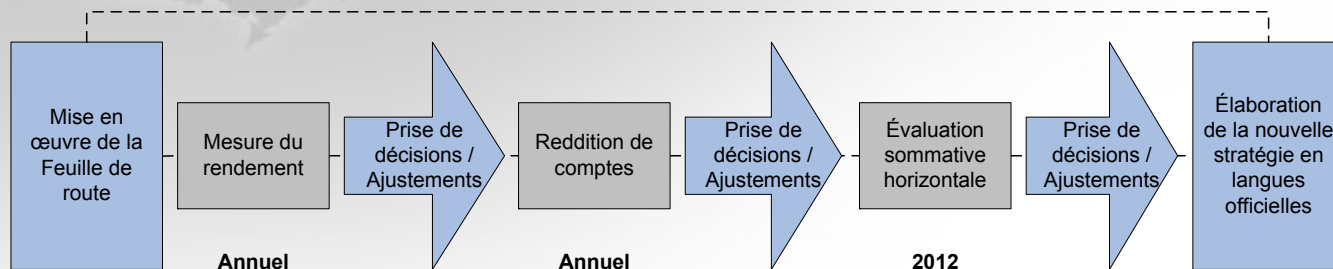 Mise en
œuvre de la
Feuille de
route
Mesure du
rendement
Prise de
décisions /
Ajustements
Reddition de
comptes
Prise de
décisions /
Ajustements
Évaluation
sommative
horizontale
Prise de
décisions /
Ajustements
Élaboration
de la nouvelle
stratégie en
langues
officielles
Annuel
Annuel
2012